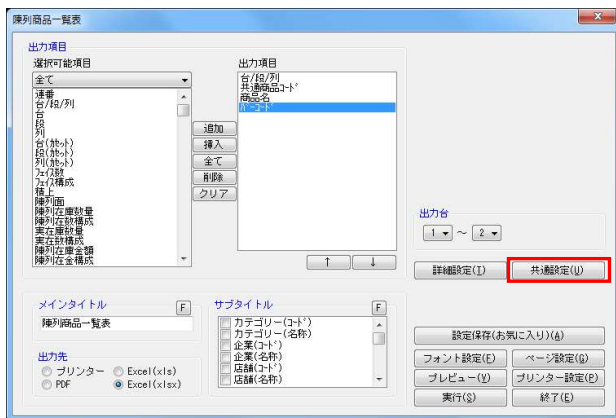 陳列商品一覧表
出力項目
選択可能項目
全て
連番
台/段/列
台
段
列
台(ｶｾｯﾄ)
段(ｶｾｯﾄ)
列(ｶｾｯﾄ)
ﾌｪｲｽ数
ﾌｪｲｽ構成
積上
陳列面
陳列在庫数量
陳列在数構成
実在庫数量
実在数構成
陳列在庫金額
陳列在金構成
追加
挿入
全て
削除
クリア
出力項目
台/段/列
共通商品ｺｰﾄﾞ
商品名
ﾊﾞｰｺｰﾄﾞ
↑ ↓
出力台
1 ～ 2
詳細設定(I) 共通設定(U)
メインタイトル F
陳列商品一覧表
出力先
プリンター Excel(xls)
PDF Excel(xlsx)
サブタイトル F
カテゴリー(ｺｰﾄﾞ)
カテゴリー(名称)
企業(ｺｰﾄﾞ)
企業(名称)
店舗(ｺｰﾄﾞ)
店舗(名称)
設定保存(お気に入り)(A)
フォント設定(F) ページ設定(G)
プレビュー(V) プリンター設定(P)
実行(S) 終了(E)